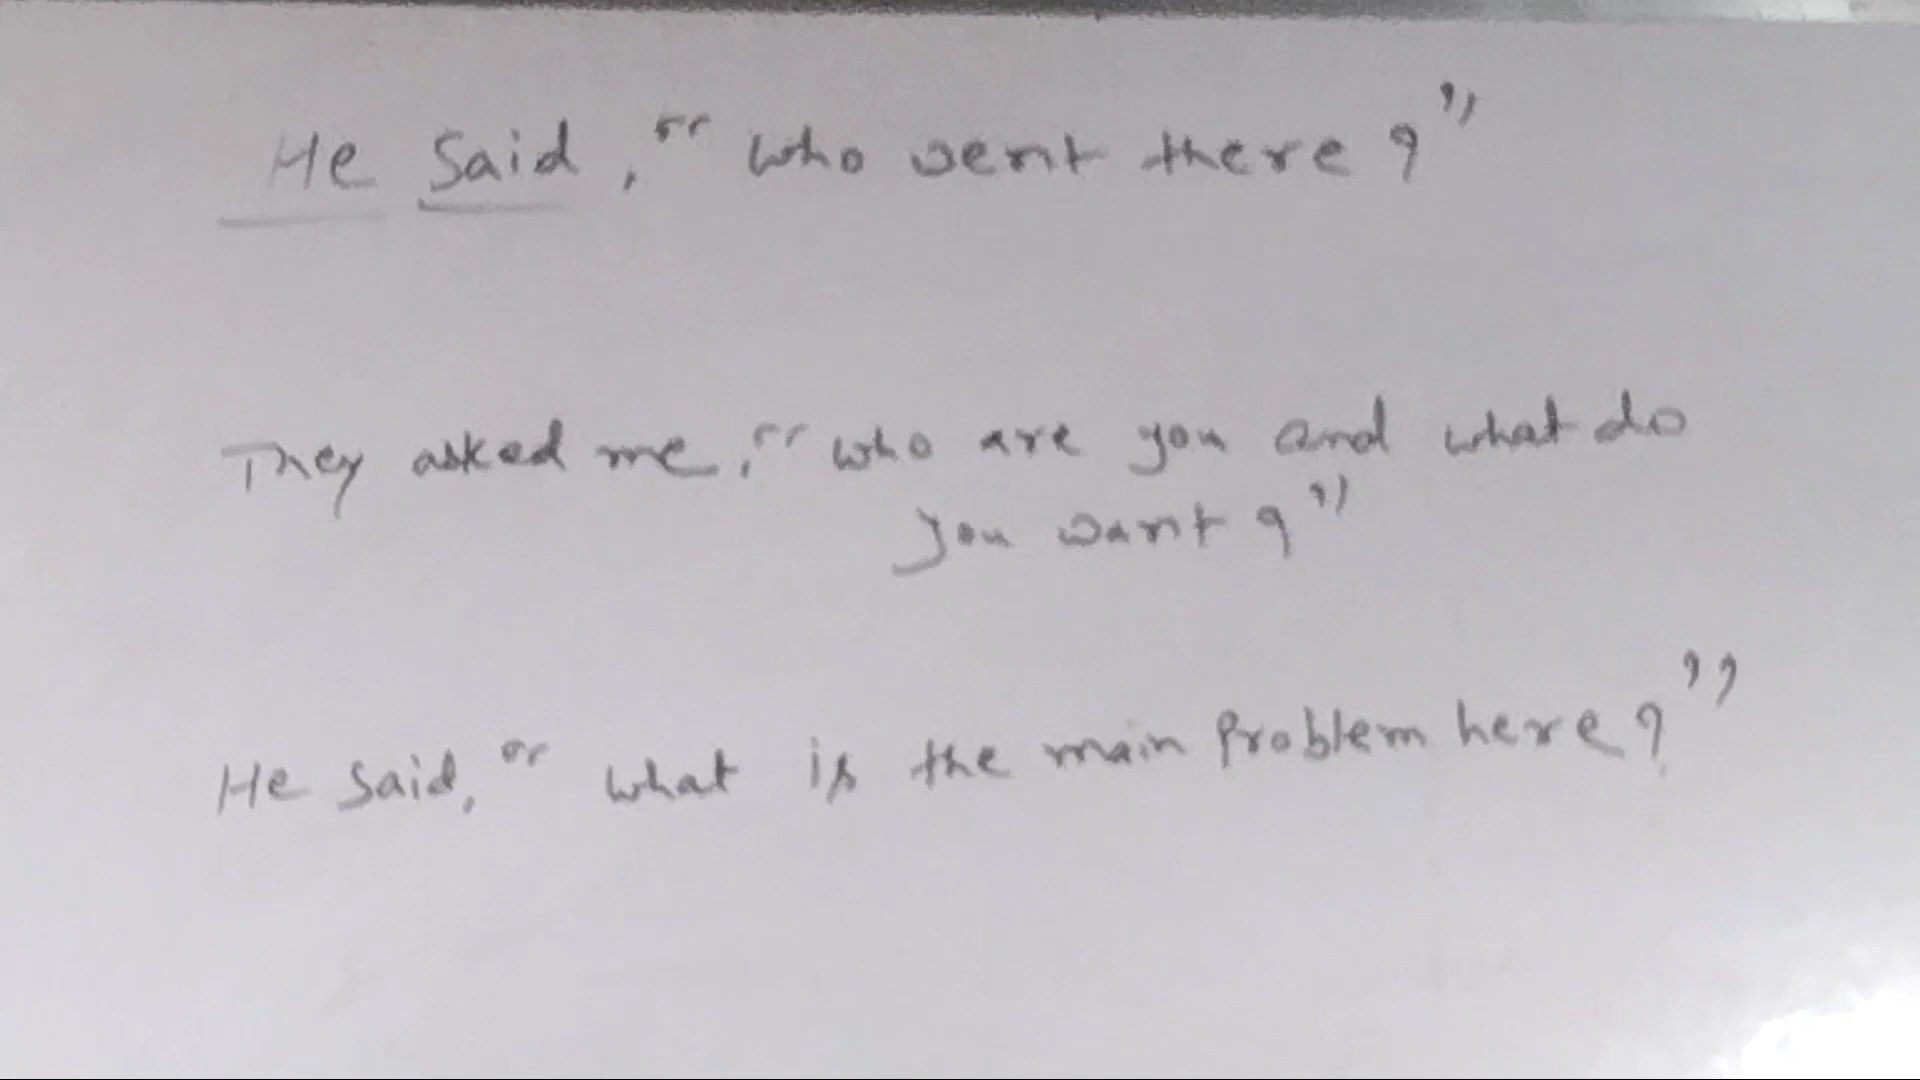 He Said, “who went there?”
They asked me, “who are you and what do
you want?”
He Said, “what is the main Problem here?”